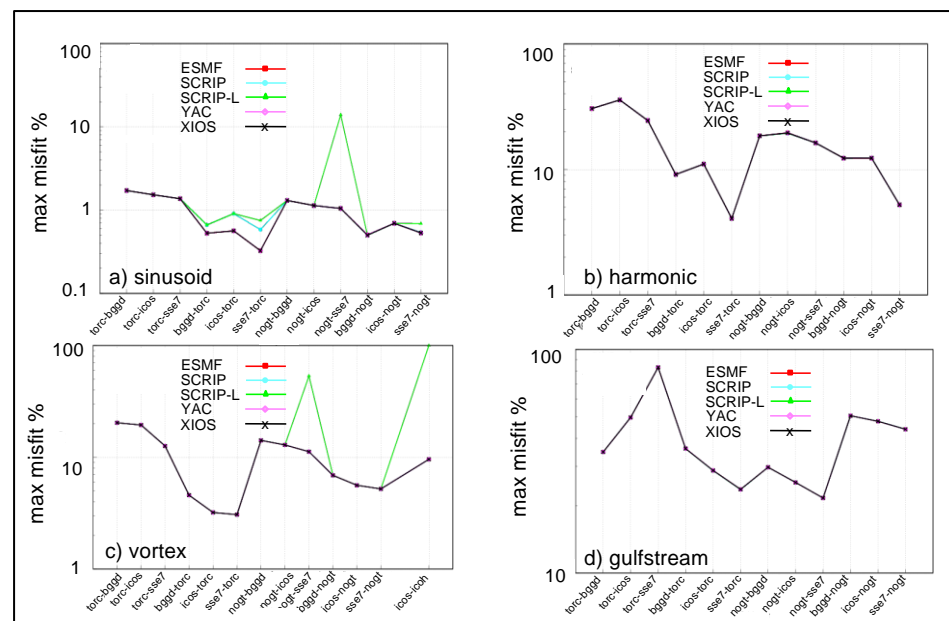 100
10
1
0.1
max misfit %
ESMF
SCRIP
SCRIP-L
YAC
XIOS
a) sinusoid
torc-bggd
torc-icos
torc-sse7
bggd-torc
icos-torc
sse7-torc
nogt-bggd
nogt-icos
nogt-sse7
bggd-nogt
icos-nogt
sse7-nogt
100
10
1
max misfit %
ESMF
SCRIP
SCRIP-L
YAC
XIOS
b) harmonic
torc-bggd
torc-icos
torc-sse7
bggd-torc
icos-torc
sse7-torc
nogt-bggd
nogt-icos
nogt-sse7
bggd-nogt
icos-nogt
sse7-nogt
100
10
1
max misfit %
ESMF
SCRIP
SCRIP-L
YAC
XIOS
c) vortex
torc-bggd
torc-icos
torc-sse7
bggd-torc
icos-torc
sse7-torc
nogt-bggd
nogt-icos
nogt-sse7
bggd-nogt
icos-nogt
sse7-nogt
icos-icoh
100
10
max misfit %
ESMF
SCRIP
SCRIP-L
YAC
XIOS
d) gulfstream
torc-bggd
torc-icos
torc-sse7
bggd-torc
icos-torc
sse7-torc
nogt-bggd
nogt-icos
nogt-sse7
bggd-nogt
icos-nogt
sse7-nogt